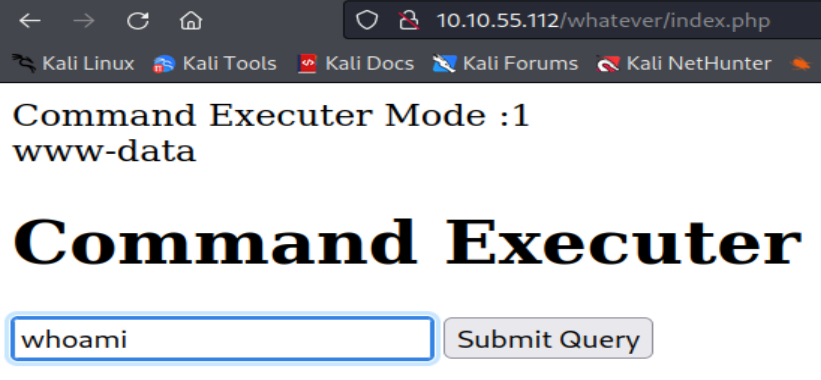 10.10.55.112/whatever/index.php
Kali Linux Kali Tools Kali Docs Kali Forums Kali NetHunter
Command Executer Mode :1
www-data
Command Executer
whoami Submit Query